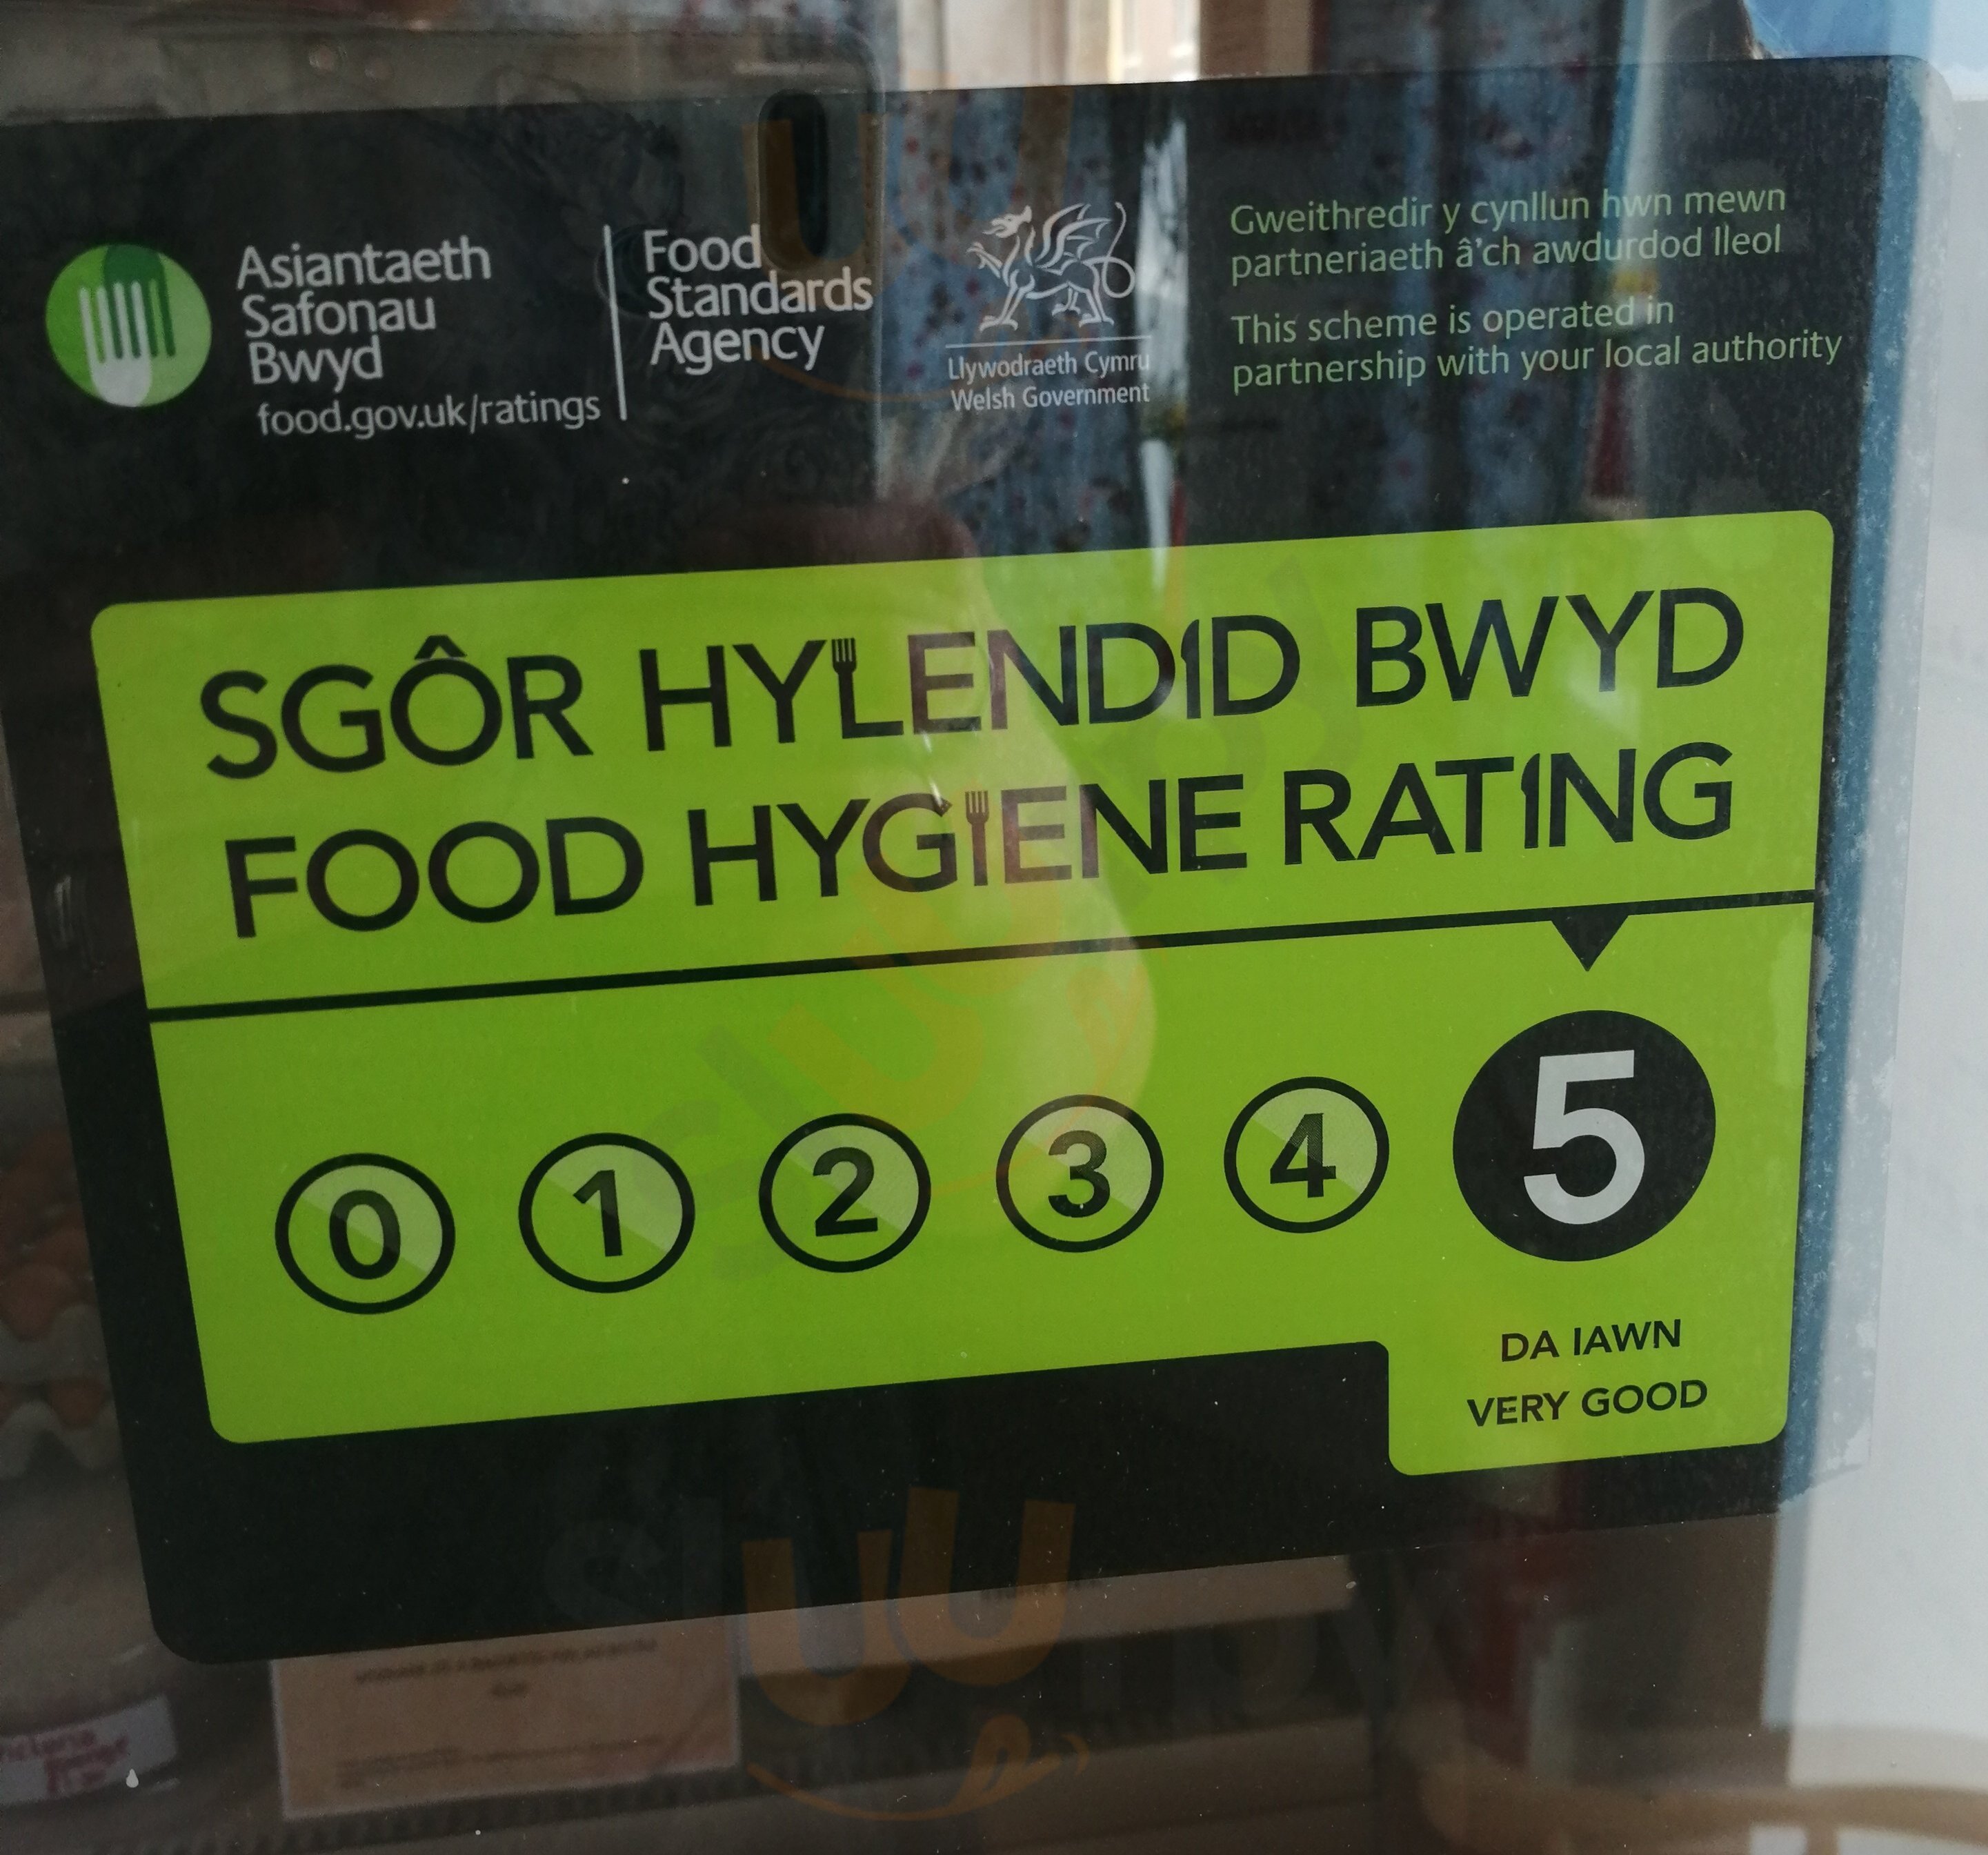 Asiantaeth
Safonau
Bwyd
food.gov.uk/ratings
Food
Standards
Agency
Llywodraeth Cymru
Welsh Government
Gweithredir y cynllun hwn mewn
partneriaeth â'ch awdurdod lleol
This scheme is operated in
partnership with your local authority
SGÔR HYLENDID BWYD
FOOD HYGIENE RATING
0 1 2 3 4 5
DA IAWN
VERY GOOD